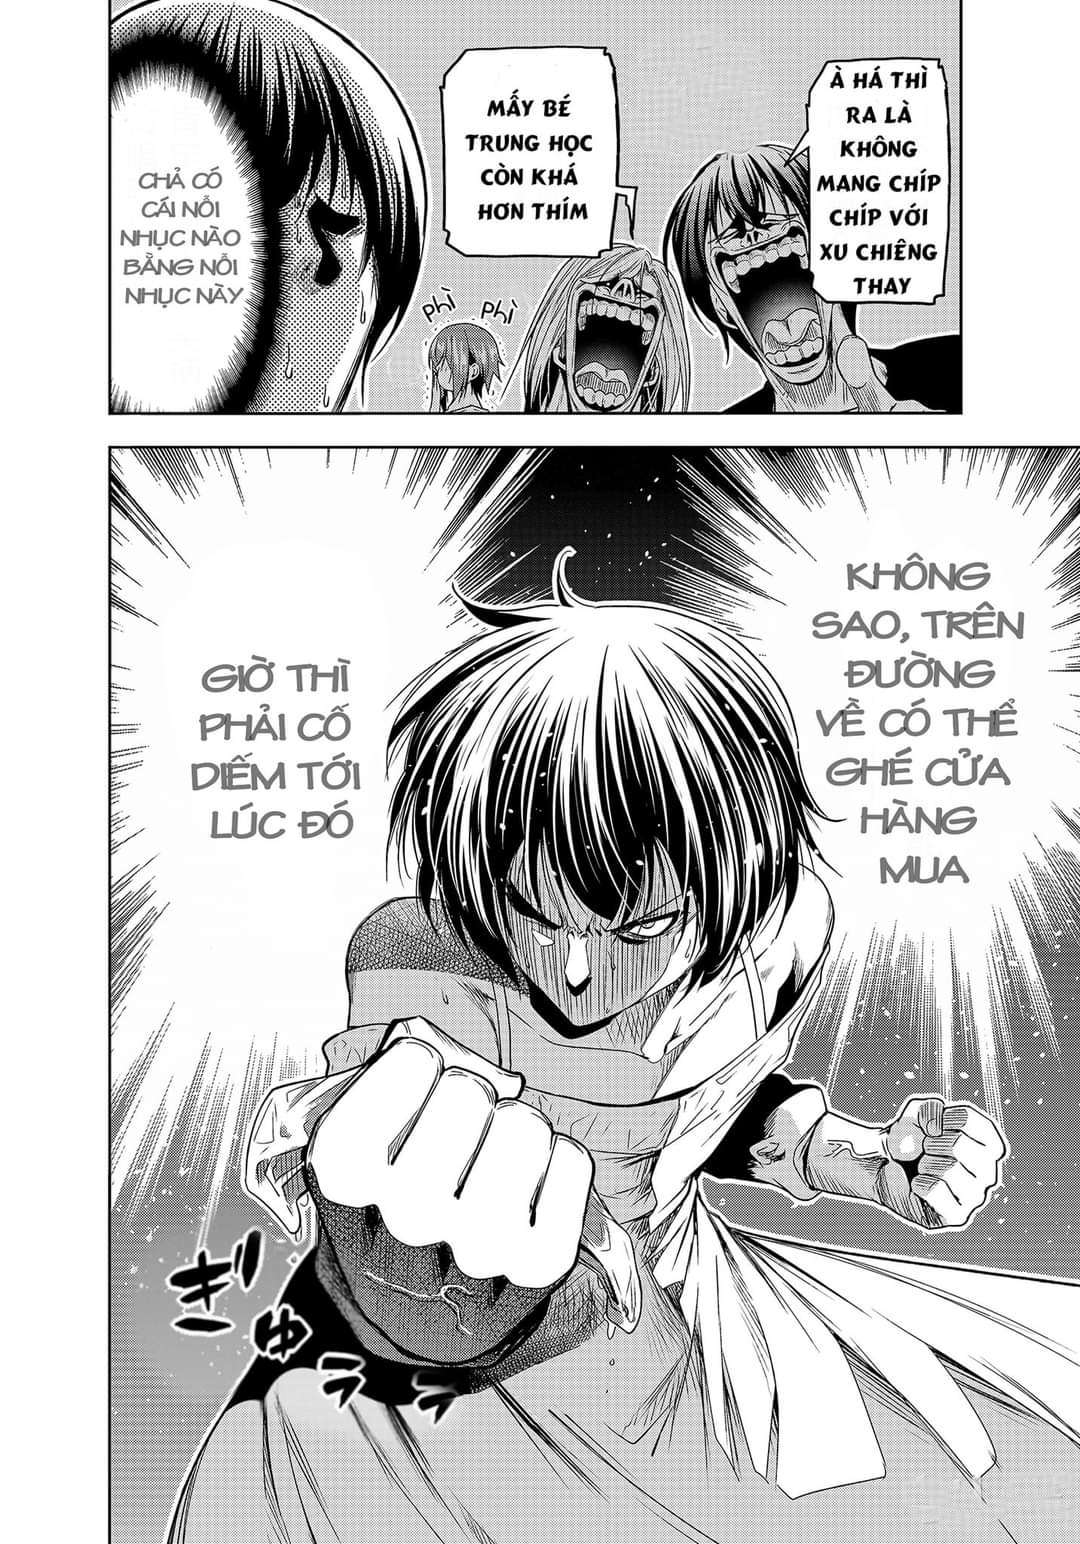 À HÁ THÌ
RA LÀ
KHÔNG
MANG CHÍP
CHÍP VỚI
XU CHIÊNG
THAY
MẤY BÉ
TRUNG HỌC
CÒN KHÁ
HƠN THÍM
PHÌ
PHÌ
CHẢ CÓ
CÁI NỖI
NHỤC NÀO
BẰNG NỖI
NHỤC NÀY
KHÔNG
SAO, TRÊN
ĐƯỜNG
VỀ CÓ THỂ
GHÉ CỬA
HÀNG
MUA
GIỜ THÌ
PHẢI CỐ
DIẾM TỚI
LÚC ĐÓ
ぎゅうう